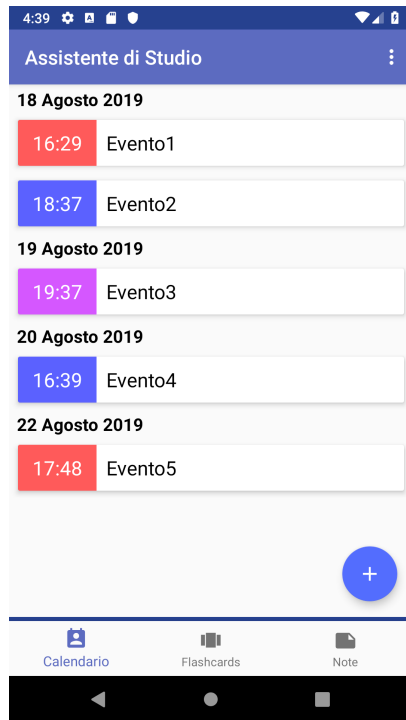 4:39
Assistente di Studio
18 Agosto 2019
16:29 Evento1
18:37 Evento2
19 Agosto 2019
19:37 Evento3
20 Agosto 2019
16:39 Evento4
22 Agosto 2019
17:48 Evento5
Calendario Flashcards Note